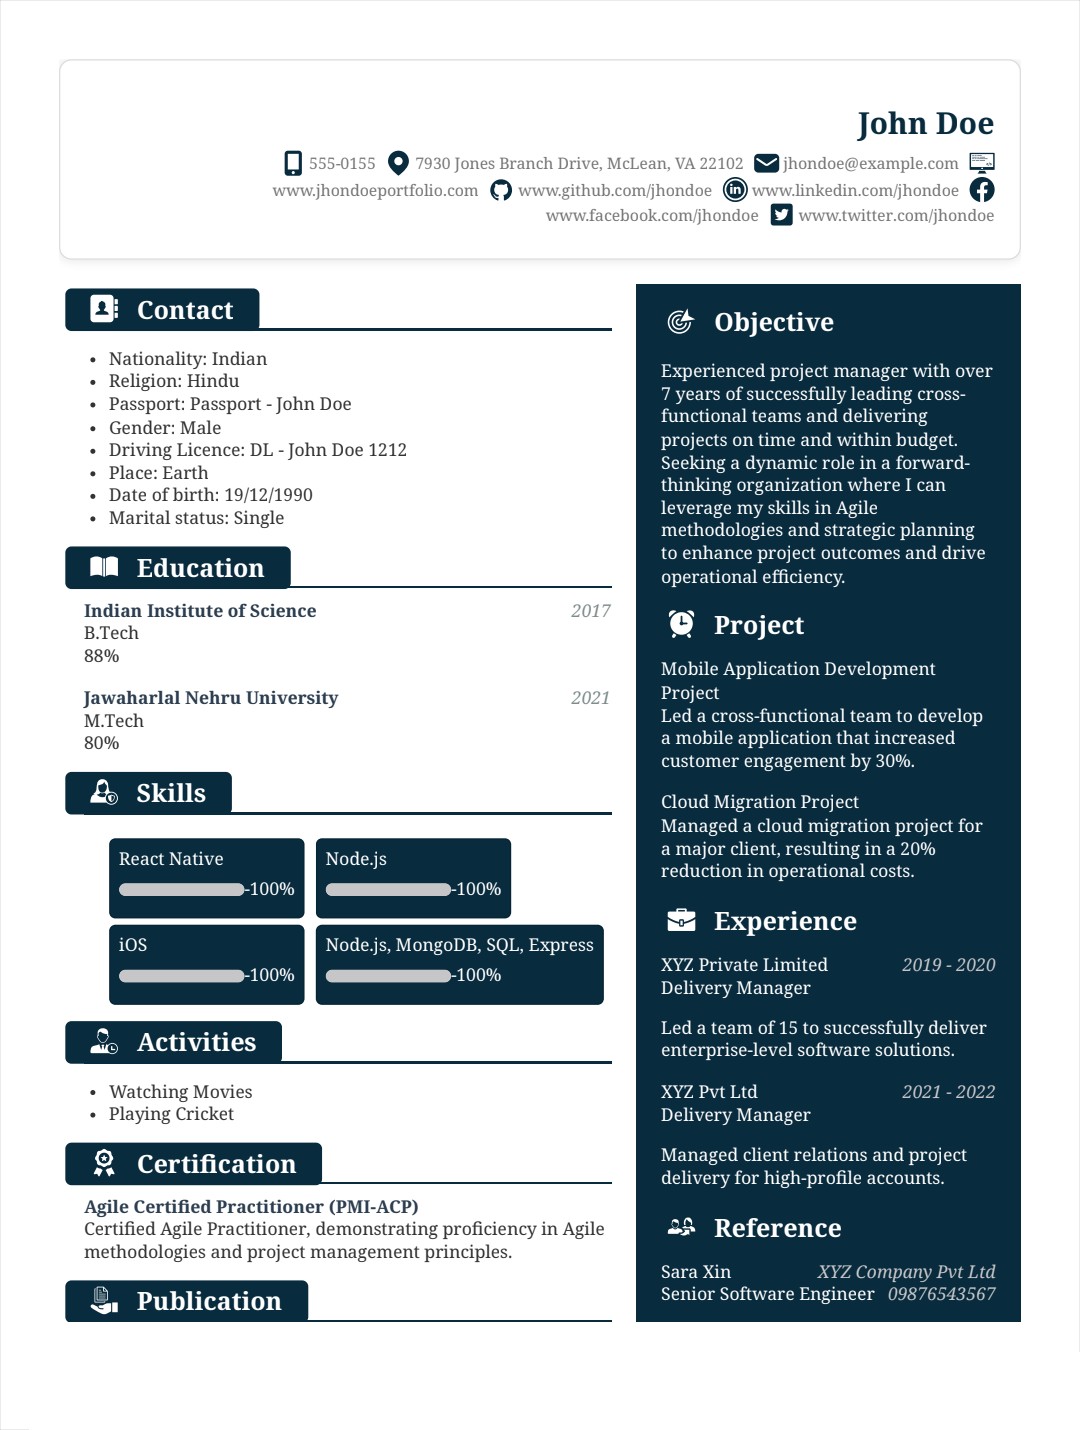 John Doe
555-0155 7930 Jones Branch Drive, McLean, VA 22102 jhondoe@example.com
www.jhondoeportfolio.com www.github.com/jhondoe www.linkedin.com/jhondoe
www.facebook.com/jhondoe www.twitter.com/jhondoe
Contact
• Nationality: Indian
• Religion: Hindu
• Passport: Passport - John Doe
• Gender: Male
• Driving Licence: DL - John Doe 1212
• Place: Earth
• Date of birth: 19/12/1990
• Marital status: Single
Education
Indian Institute of Science 2017
B.Tech
88%
Jawaharlal Nehru University 2021
M.Tech
80%
Skills
React Native
-100%
Node.js
-100%
iOS
-100%
Node.js, MongoDB, SQL, Express
-100%
Activities
• Watching Movies
• Playing Cricket
Certification
Agile Certified Practitioner (PMI-ACP)
Certified Agile Practitioner, demonstrating proficiency in Agile
methodologies and project management principles.
Publication
Objective
Experienced project manager with over
7 years of successfully leading cross-
functional teams and delivering
projects on time and within budget.
Seeking a dynamic role in a forward-
thinking organization where I can
leverage my skills in Agile
methodologies and strategic planning
to enhance project outcomes and drive
operational efficiency.
Project
Mobile Application Development
Project
Led a cross-functional team to develop
a mobile application that increased
customer engagement by 30%.
Cloud Migration Project
Managed a cloud migration project for
a major client, resulting in a 20%
reduction in operational costs.
Experience
XYZ Private Limited 2019 - 2020
Delivery Manager
Led a team of 15 to successfully deliver
enterprise-level software solutions.
XYZ Pvt Ltd 2021 - 2022
Delivery Manager
Managed client relations and project
delivery for high-profile accounts.
Reference
Sara Xin XYZ Company Pvt Ltd
Senior Software Engineer 09876543567